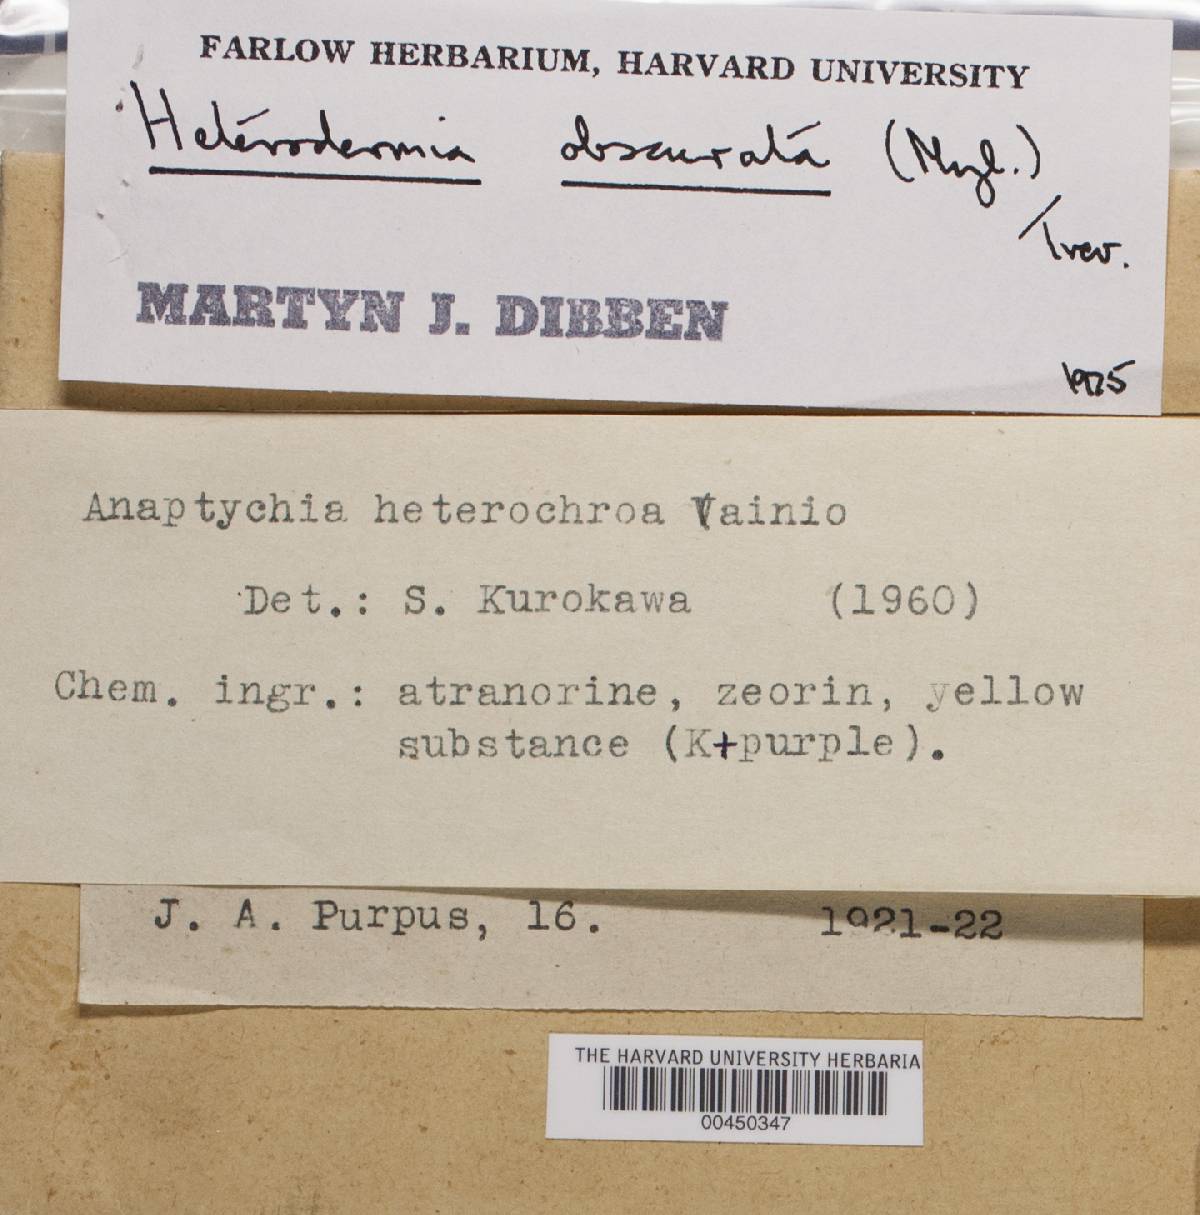 FARLOW HERBARIUM, HARVARD UNIVERSITY
Heterodermia obscurata (Nyl.)
Trev.
MARTYN J. DIBBEN
1975
Anaptychia heterochroa Vainio
Det.: S. Kurokawa (1960)
Chem. ingr.: atranorine, zeorin, yellow
substance (K+purple).
J. A. Purpus, 16. 1921-22
THE HARVARD UNIVERSITY HERBARIA
00450347